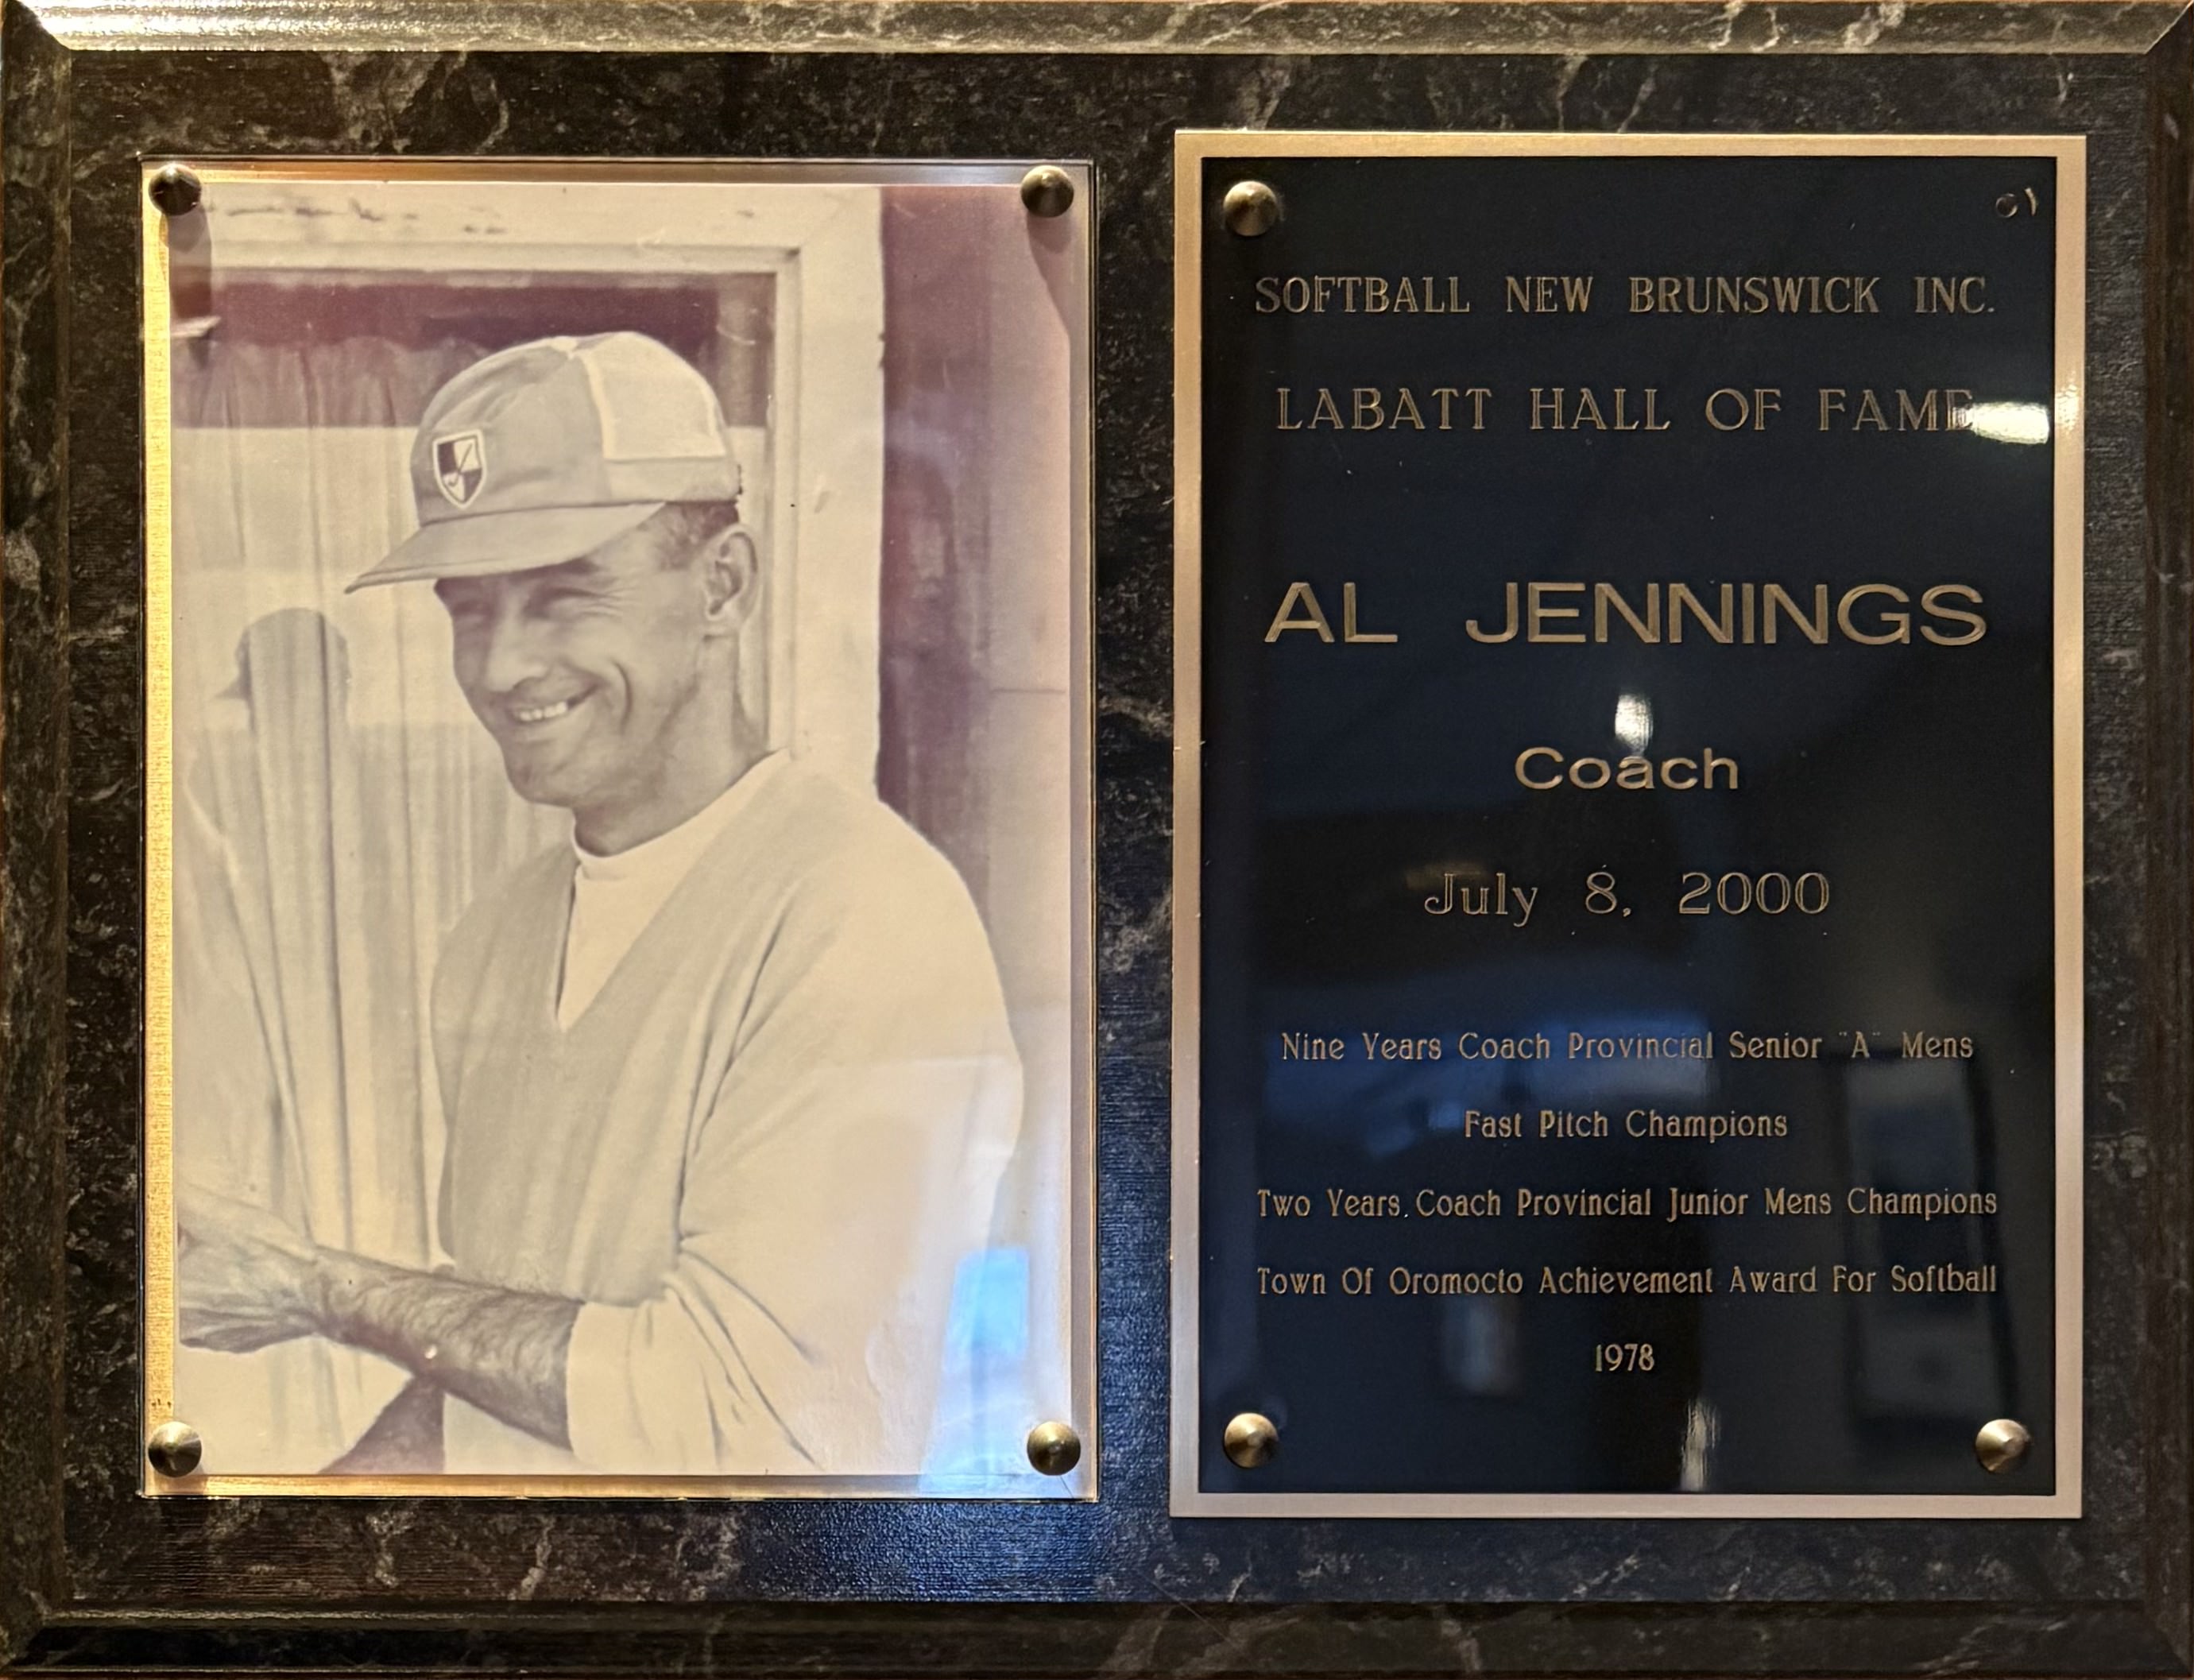 SOFTBALL NEW BRUNSWICK INC.
LABATT HALL OF FAME
AL JENNINGS
Coach
July 8, 2000
Nine Years Coach Provincial Senior "A" Mens
Fast Pitch Champions
Two Years Coach Provincial Junior Mens Champions
Town Of Oromocto Achievement Award For Softball
1978